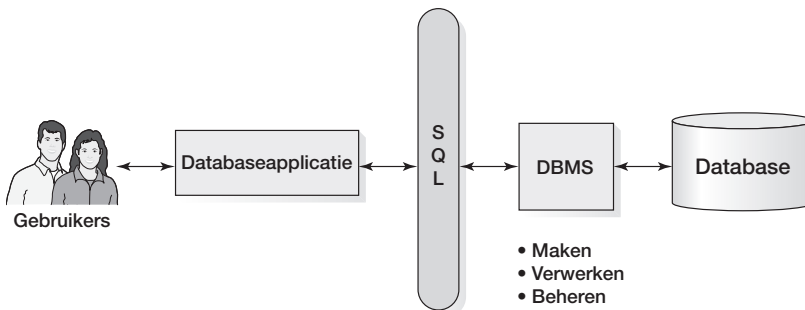 Gebruikers
Databaseapplicatie
S
Q
L
DBMS
• Maken
• Verwerken
• Beheren
Database